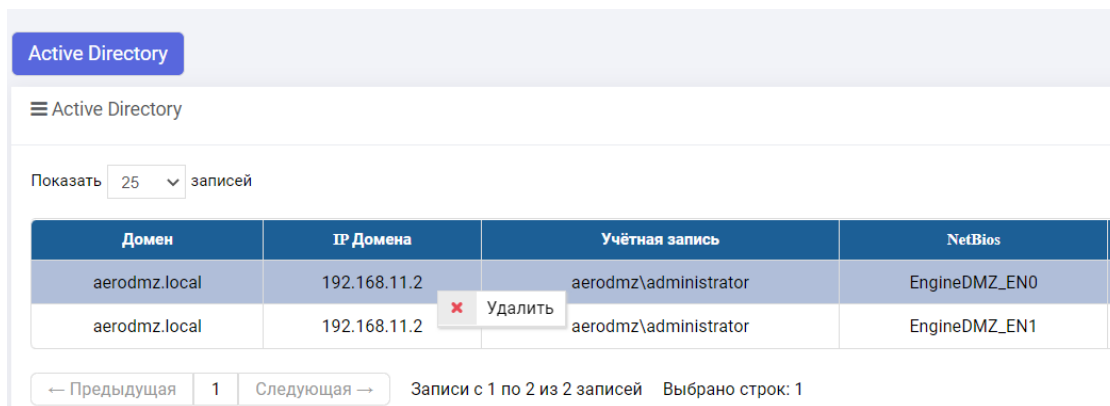 Active Directory
Active Directory
Показать 25 записей
Домен IP Домена Учётная запись NetBios
aerodmz.local 192.168.11.2 aerodmz\administrator EngineDMZ_EN0
Удалить
aerodmz.local 192.168.11.2 aerodmz\administrator EngineDMZ_EN1
← Предыдущая 1 Следующая → Записи с 1 по 2 из 2 записей Выбрано строк: 1